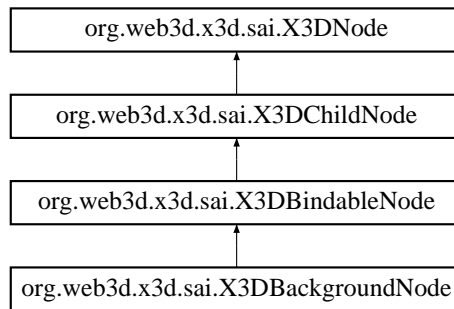 org.web3d.x3d.sai.X3DNode
org.web3d.x3d.sai.X3DChildNode
org.web3d.x3d.sai.X3DBindableNode
org.web3d.x3d.sai.X3DBackgroundNode